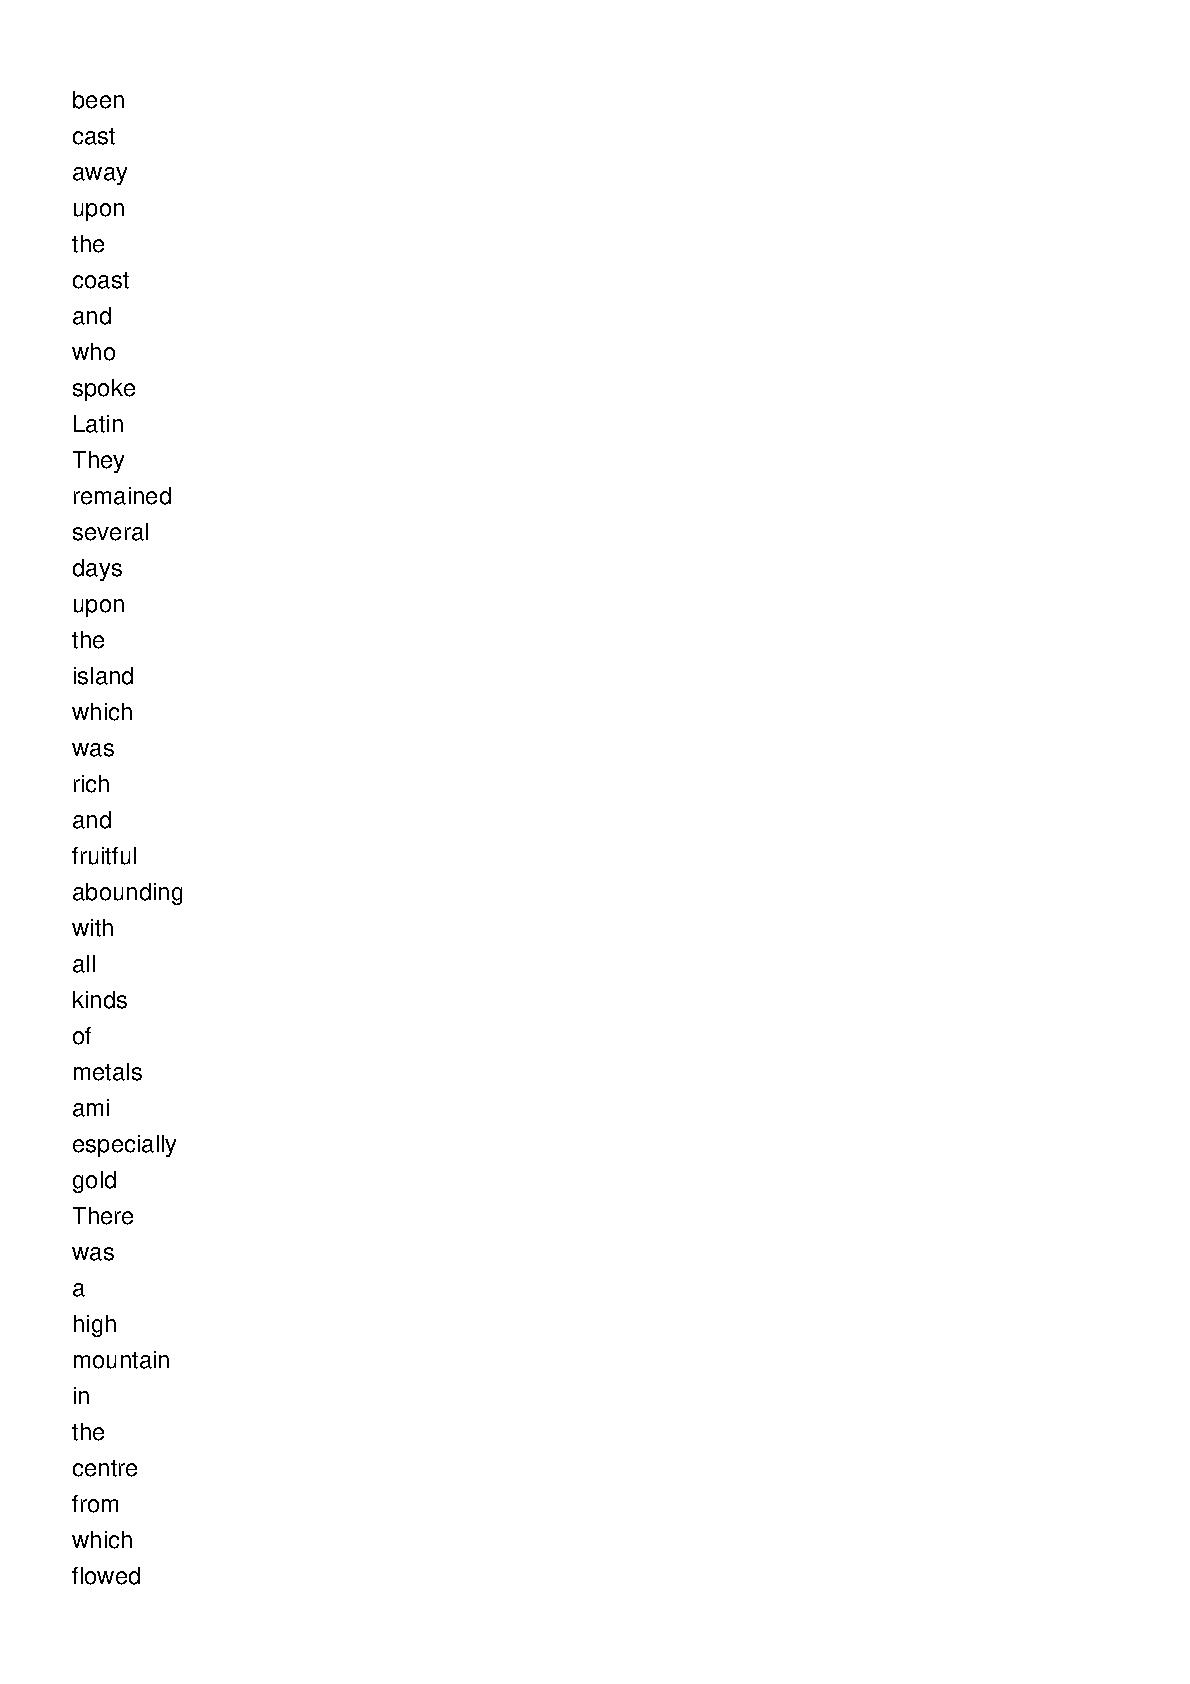 been
cast
away
upon
the
coast
and
who
spoke
Latin
They
remained
several
days
upon
the
island
which
was
rich
and
fruitful
abounding
with
all
kinds
of
metals
ami
especially
gold
There
was
a
high
mountain
in
the
centre
from
which
flowed